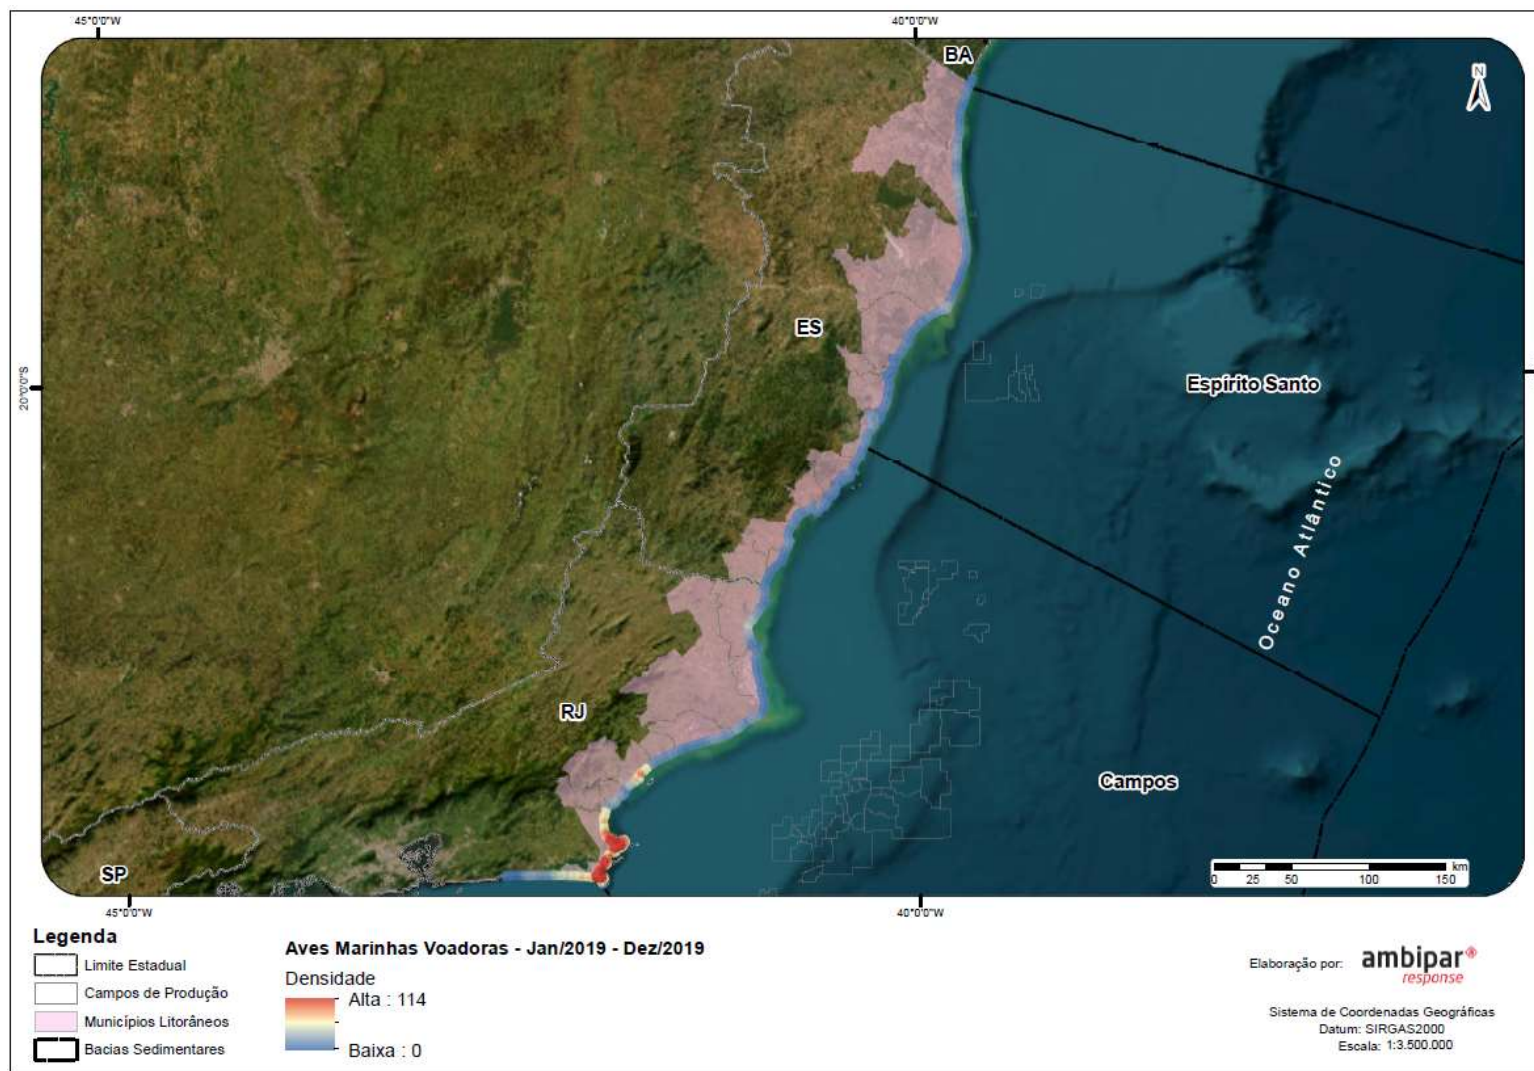 45°0'0"W
40°0'0"W
BA
N
ES
20°0'0"S
Espírito Santo
Oceano Atlântico
RJ
Campos
SP
km
0 25 50 100 150
45°0'0"W
40°0'0"W
Legenda
Limite Estadual
Campos de Produção
Municípios Litorâneos
Bacias Sedimentares
Aves Marinhas Voadoras - Jan/2019 - Dez/2019
Densidade
Alta : 114
Baixa : 0
Elaboração por:
ambipar
response
Sistema de Coordenadas Geográficas
Datum: SIRGAS2000
Escala: 1:3.500.000